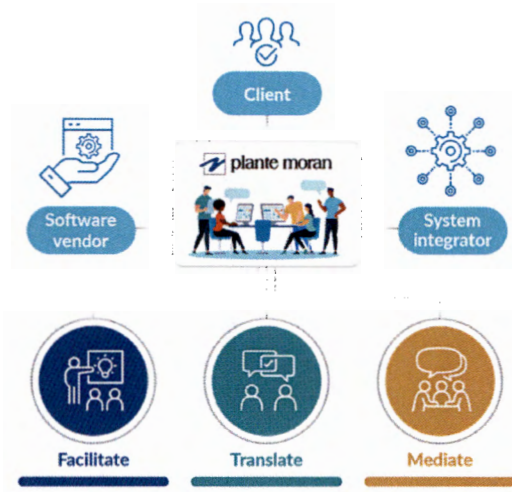 Client
plante moran
Software
vendor
System
integrator
Facilitate
Translate
Mediate